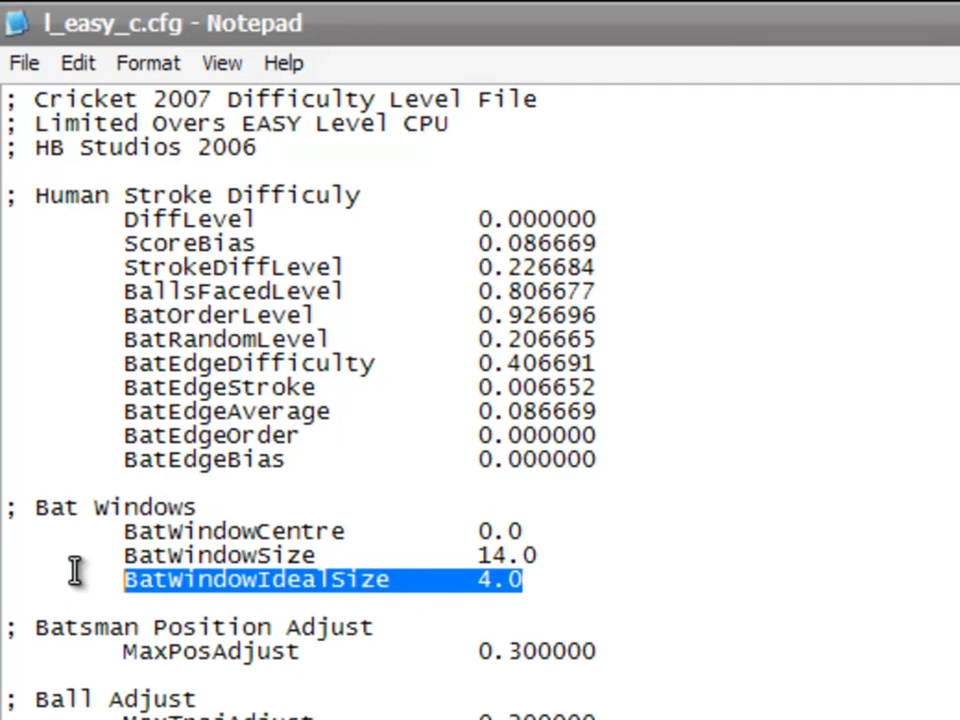 l_easy_c.cfg - Notepad
File Edit Format View Help
; Cricket 2007 Difficulty Level File
; Limited Overs EASY Level CPU
; HB Studios 2006
; Human Stroke Difficuly
DiffLevel 0.000000
ScoreBias 0.086669
StrokeDiffLevel 0.226684
BallsFacedLevel 0.806677
BatOrderLevel 0.926696
BatRandomLevel 0.206665
BatEdgeDifficulty 0.406691
BatEdgeStroke 0.006652
BatEdgeAverage 0.086669
BatEdgeOrder 0.000000
BatEdgeBias 0.000000
; Bat Windows
BatWindowCentre 0.0
BatWindowSize 14.0
BatWindowIdealSize 4.0
; Batsman Position Adjust
MaxPosAdjust 0.300000
; Ball Adjust